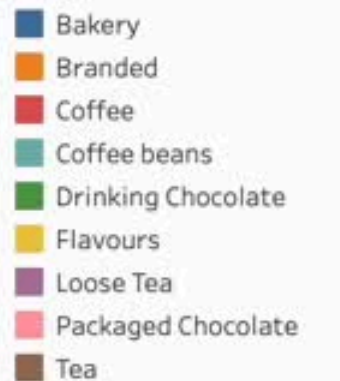 Bakery
Branded
Coffee
Coffee beans
Drinking Chocolate
Flavours
Loose Tea
Packaged Chocolate
Tea